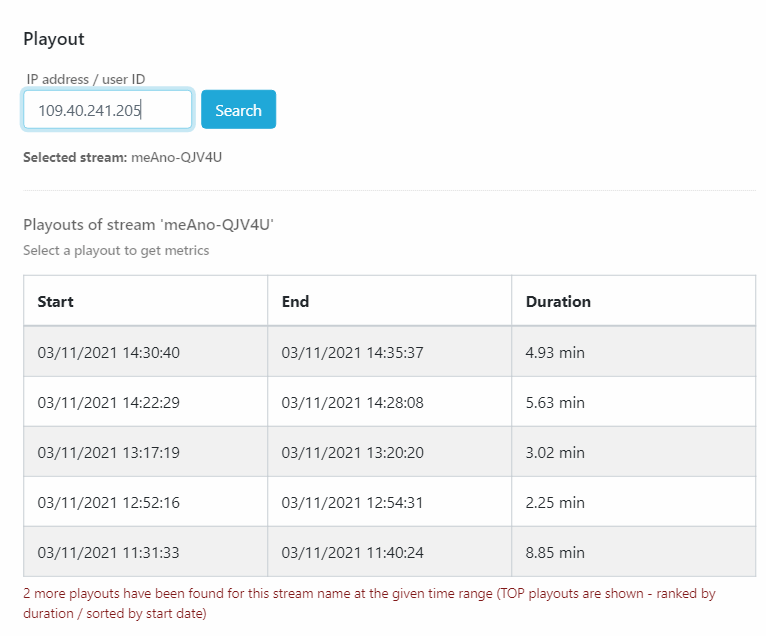 Playout
IP address / user ID
109.40.241.205
Search
Selected stream: meAno-QJV4U
Playouts of stream 'meAno-QJV4U'
Select a playout to get metrics
Start End Duration
03/11/2021 14:30:40 03/11/2021 14:35:37 4.93 min
03/11/2021 14:22:29 03/11/2021 14:28:08 5.63 min
03/11/2021 13:17:19 03/11/2021 13:20:20 3.02 min
03/11/2021 12:52:16 03/11/2021 12:54:31 2.25 min
03/11/2021 11:31:33 03/11/2021 11:40:24 8.85 min
2 more playouts have been found for this stream name at the given time range (TOP playouts are shown - ranked by
duration / sorted by start date)